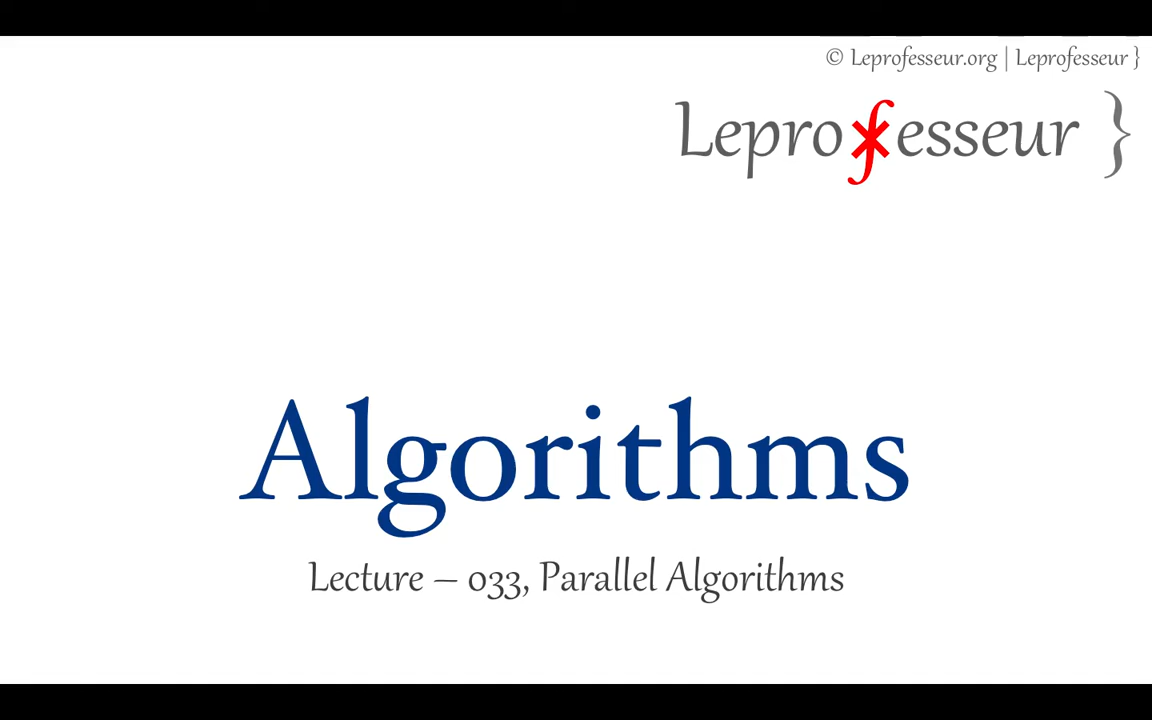 © Leprofesseur.org | Leprofesseur }
Leprofesseur }
Algorithms
Lecture – 033, Parallel Algorithms